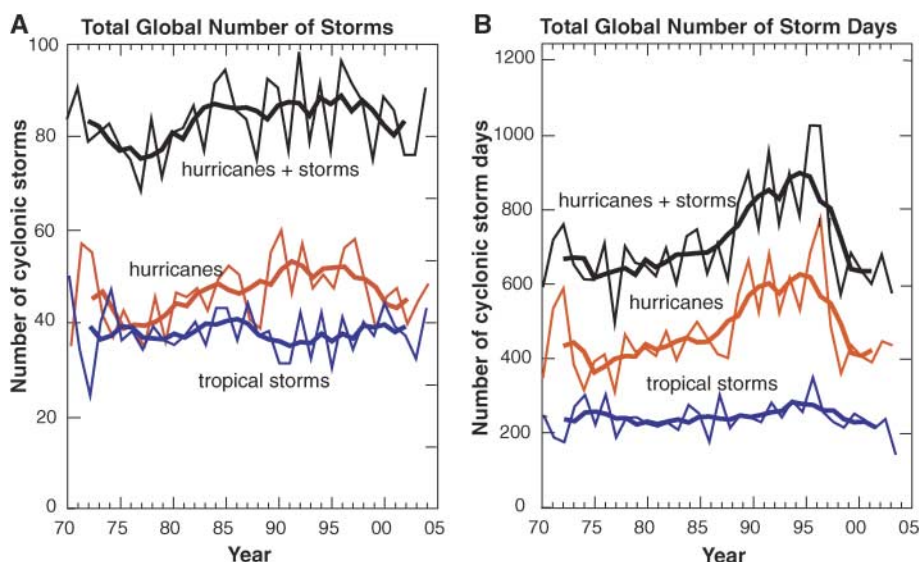 A Total Global Number of Storms
Number of cyclonic storms
100
80
60
40
20
0
hurricanes + storms
hurricanes
tropical storms
70 75 80 85 90 95 00 05
Year
B Total Global Number of Storm Days
Number of cyclonic storm days
1200
1000
800
600
400
200
0
hurricanes + storms
hurricanes
tropical storms
70 75 80 85 90 95 00 05
Year